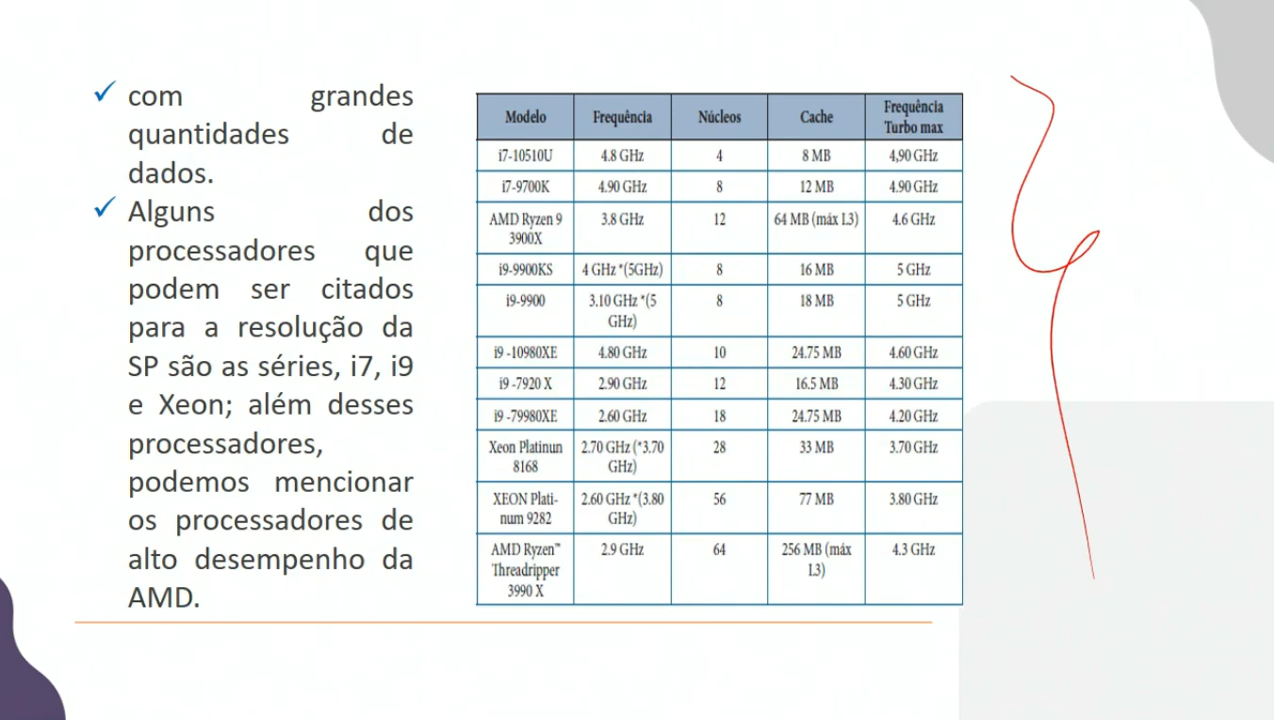 com grandes
quantidades de
dados.
Alguns dos
processadores que
podem ser citados
para a resolução da
SP são as séries, i7, i9
e Xeon; além desses
processadores,
podemos mencionar
os processadores de
alto desempenho da
AMD.
Modelo Frequência Núcleos Cache Frequência
Turbo max
i7-10510U 4.8 GHz 4 8 MB 4,90 GHz
i7-9700K 4.90 GHz 8 12 MB 4.90 GHz
AMD Ryzen 9 3.8 GHz 12 64 MB (máx L3) 4.6 GHz
3900X
i9-9900KS 4 GHz *(5GHz) 8 16 MB 5 GHz
i9-9900 3.10 GHz *(5 8 18 MB 5 GHz
GHz)
i9 -10980XE 4.80 GHz 10 24.75 MB 4.60 GHz
i9 -7920 X 2.90 GHz 12 16.5 MB 4.30 GHz
i9 -79980XE 2.60 GHz 18 24.75 MB 4.20 GHz
Xeon Platinun 2.70 GHz (*3.70 28 33 MB 3.70 GHz
8168 GHz)
XEON Plati- 2.60 GHz *(3.80 56 77 MB 3.80 GHz
num 9282 GHz)
AMD Ryzen™ 2.9 GHz 64 256 MB (máx 4.3 GHz
Threadripper L3)
3990 X